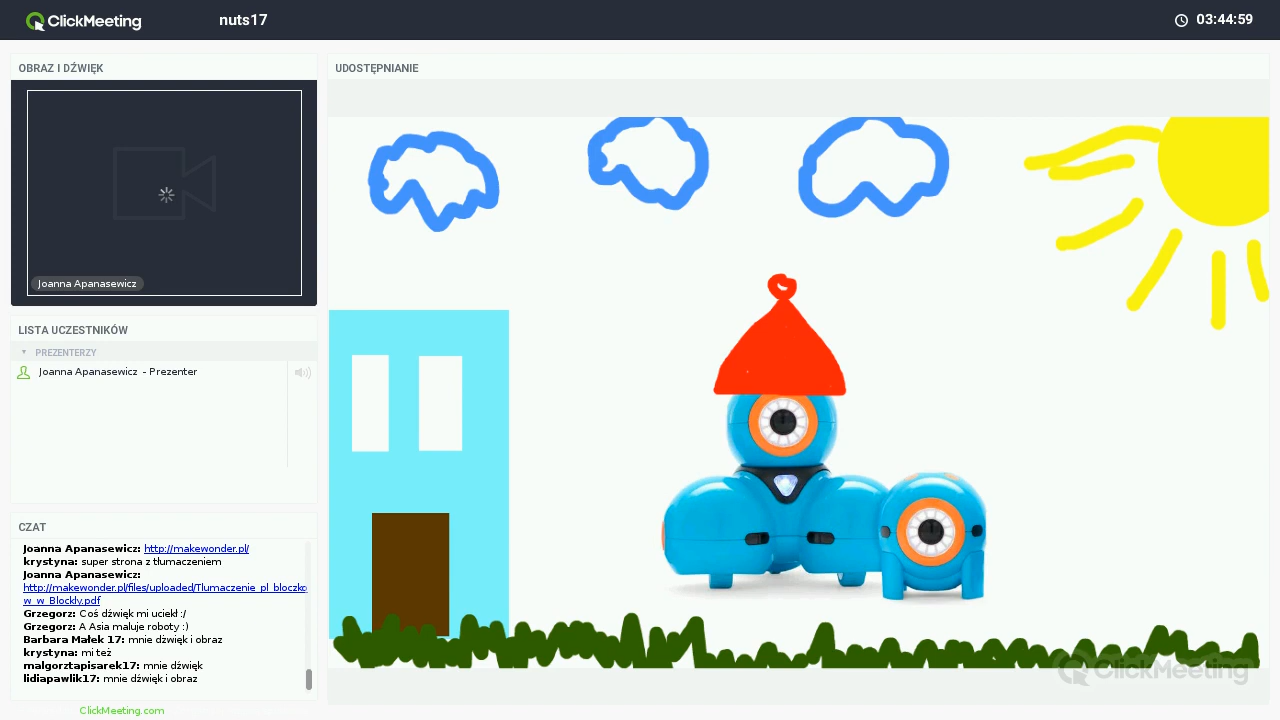 ClickMeeting
nuts17
03:44:59
OBRAZ I DŹWIĘK
Joanna Apanasewicz
LISTA UCZESTNIKÓW
PREZENTERZY
Joanna Apanasewicz - Prezenter
CZAT
Joanna Apanasewicz: http://makewonder.pl/
krystyna: super strona z tłumaczeniem
Joanna Apanasewicz:
http://makewonder.pl/files/uploaded/Tlumaczenie_pl_bloczko
w_w_Blockly.pdf
Grzegorz: Coś dźwięk mi uciekł :/
Grzegorz: A Asia maluje roboty :)
Barbara Małek 17: mnie dźwięk i obraz
krystyna: mi też
malgorztapisarek17: mnie dźwięk
lidiapawlik17: mnie dźwięk i obraz
ClickMeeting.com
UDOSTĘPNIANIE
ClickMeeting